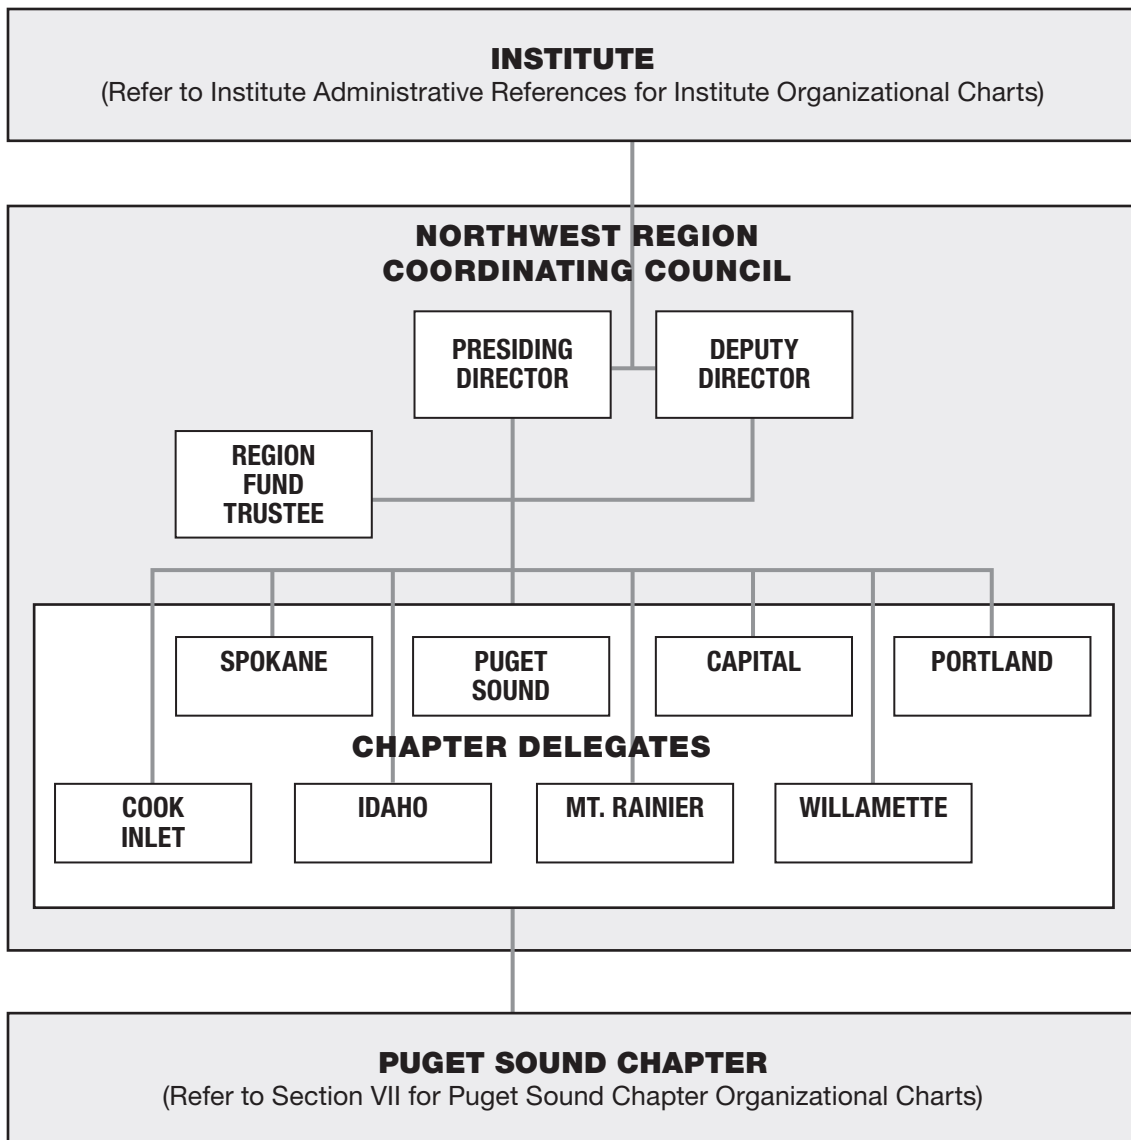 INSTITUTE
(Refer to Institute Administrative References for Institute Organizational Charts)
NORTHWEST REGION
COORDINATING COUNCIL
PRESIDING
DIRECTOR
DEPUTY
DIRECTOR
REGION
FUND
TRUSTEE
SPOKANE
PUGET
SOUND
CAPITAL
PORTLAND
CHAPTER DELEGATES
COOK
INLET
IDAHO
MT. RAINIER
WILLAMETTE
PUGET SOUND CHAPTER
(Refer to Section VII for Puget Sound Chapter Organizational Charts)